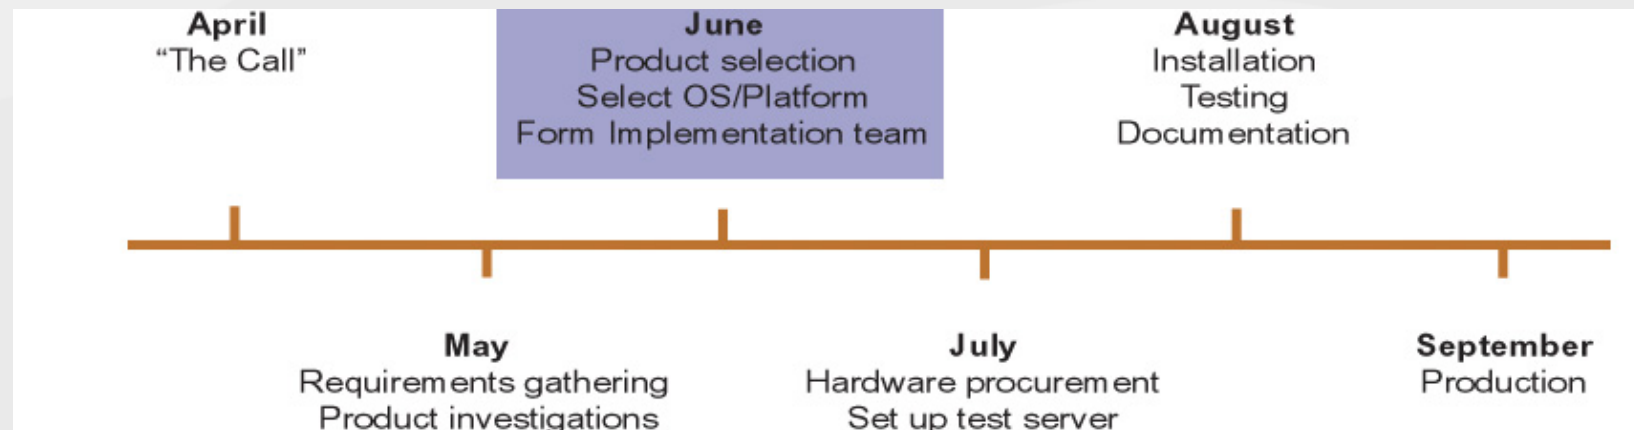 April
“The Call”
June
Product selection
Select OS/Platform
Form Implementation team
August
Installation
Testing
Documentation
May
Requirements gathering
Product investigations
July
Hardware procurement
Set up test server
September
Production